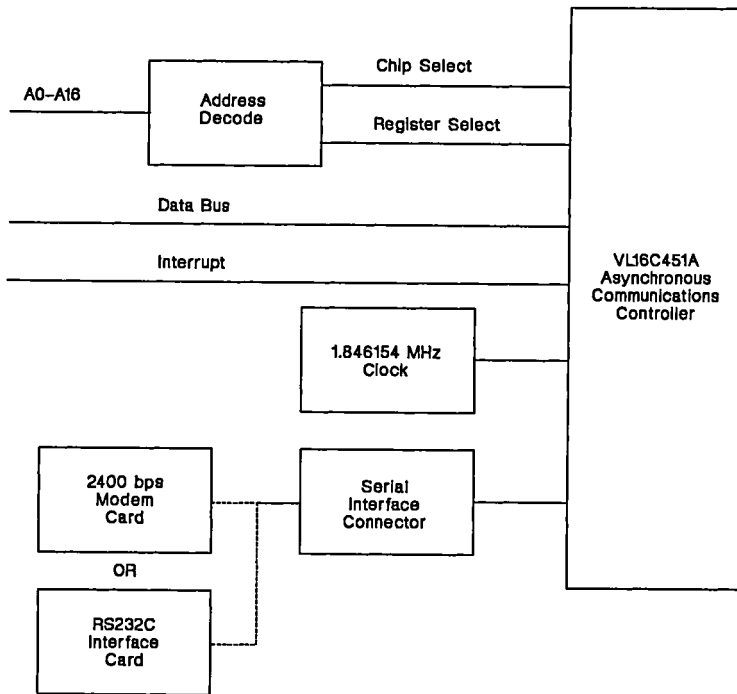 Chip Select
A0-A16
Address
Decode
Register Select
Data Bus
Interrupt
VL16C451A
Asynchronous
Communications
Controller
1.846154 MHz
Clock
2400 bps
Modem
Card
Serial
Interface
Connector
OR
RS232C
Interface
Card